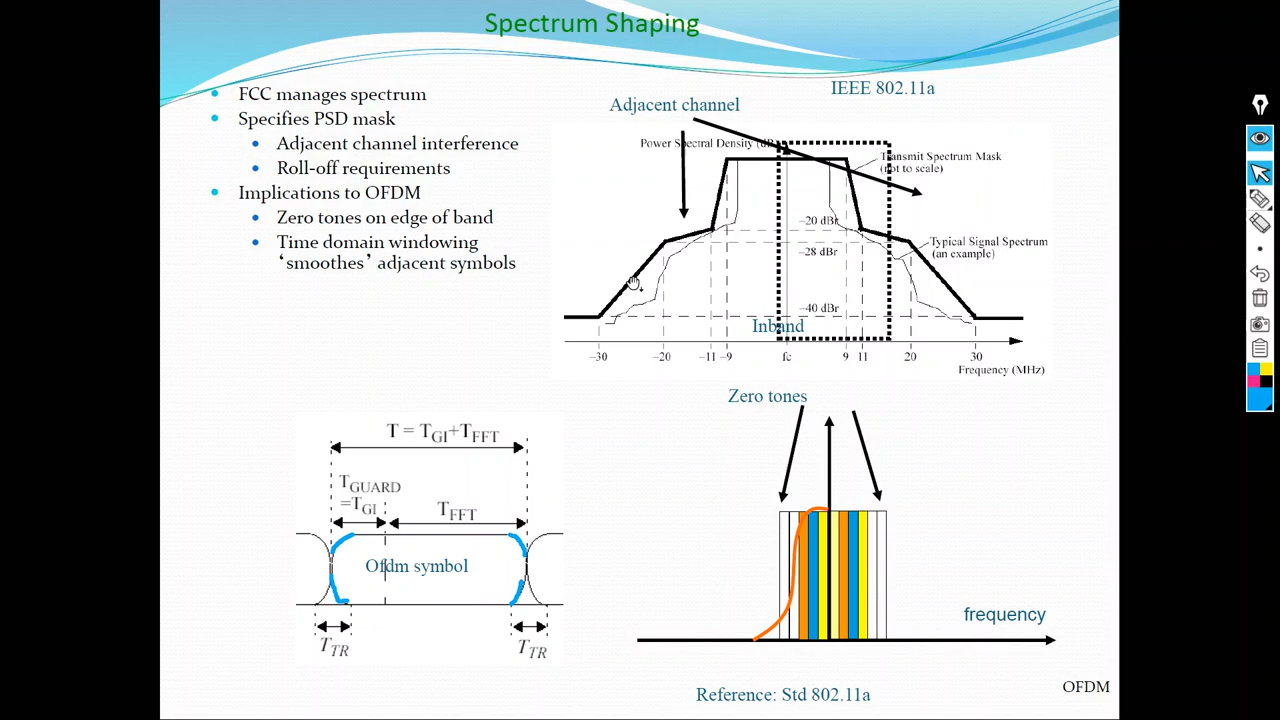 Spectrum Shaping
FCC manages spectrum
Specifies PSD mask
Adjacent channel interference
Roll-off requirements
Implications to OFDM
Zero tones on edge of band
Time domain windowing
‘smoothes’ adjacent symbols
IEEE 802.11a
Adjacent channel
Power Spectral Density (dB)
Transmit Spectrum Mask
(not to scale)
–20 dBr
Typical Signal Spectrum
(an example)
–28 dBr
–40 dBr
Inband
–30 –20 –11 –9 fc 9 11 20 30
Frequency (MHz)
Zero tones
T = TGI+TFFT
TGUARD
=TGI
TFFT
Ofdm symbol
TTR TTR
frequency
Reference: Std 802.11a
OFDM